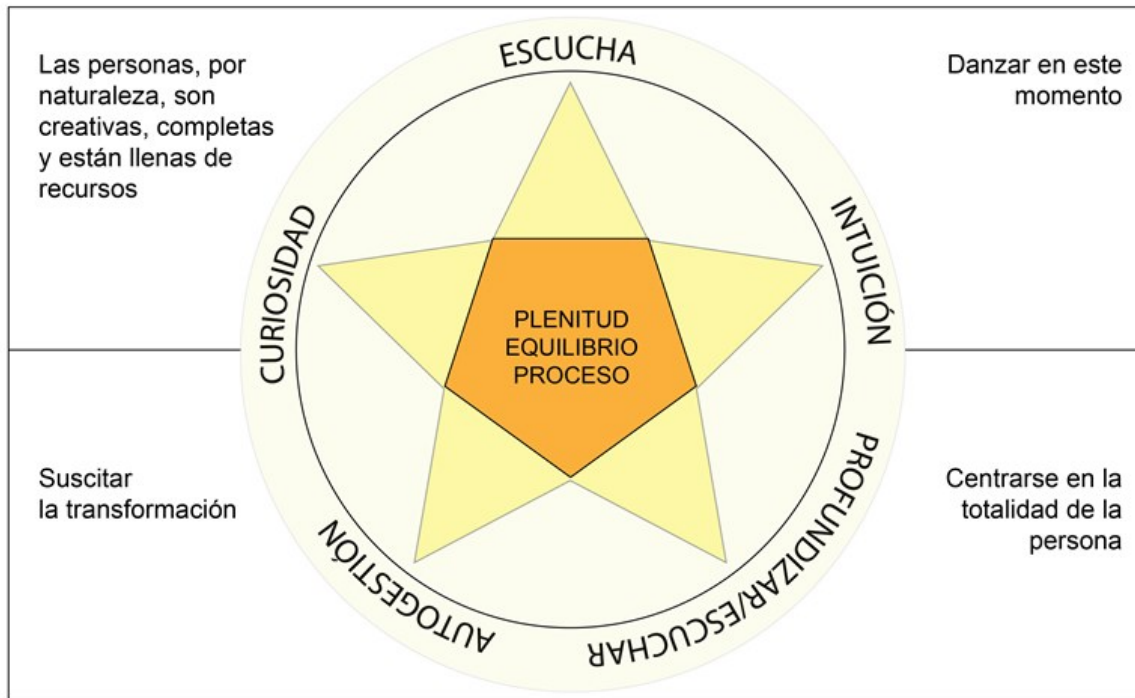 ESCUCHA
Las personas, por
naturaleza, son
creativas, completas
y están llenas de
recursos
Danzar en este
momento
CURIOSIDAD
INTUICIÓN
PLENITUD
EQUILIBRIO
PROCESO
Suscitar
la transformación
Centrarse en la
totalidad de la
persona
AUTOGESTIÓN
PROFUNDIZAR/ESCUCHAR